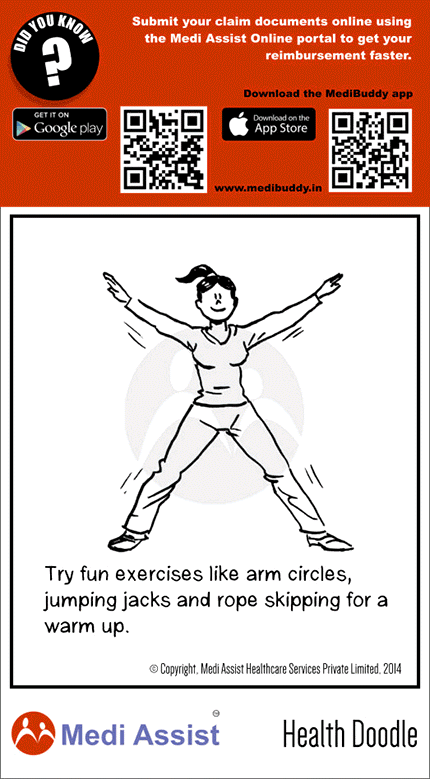 DID YOU KNOW
?
Submit your claim documents online using
the Medi Assist Online portal to get your
reimbursement faster.
Download the MediBuddy app
GET IT ON
Google play
Download on the
App Store
www.medibuddy.in
Try fun exercises like arm circles,
jumping jacks and rope skipping for a
warm up.
© Copyright, Medi Assist Healthcare Services Private Limited, 2014
Medi Assist
Health Doodle